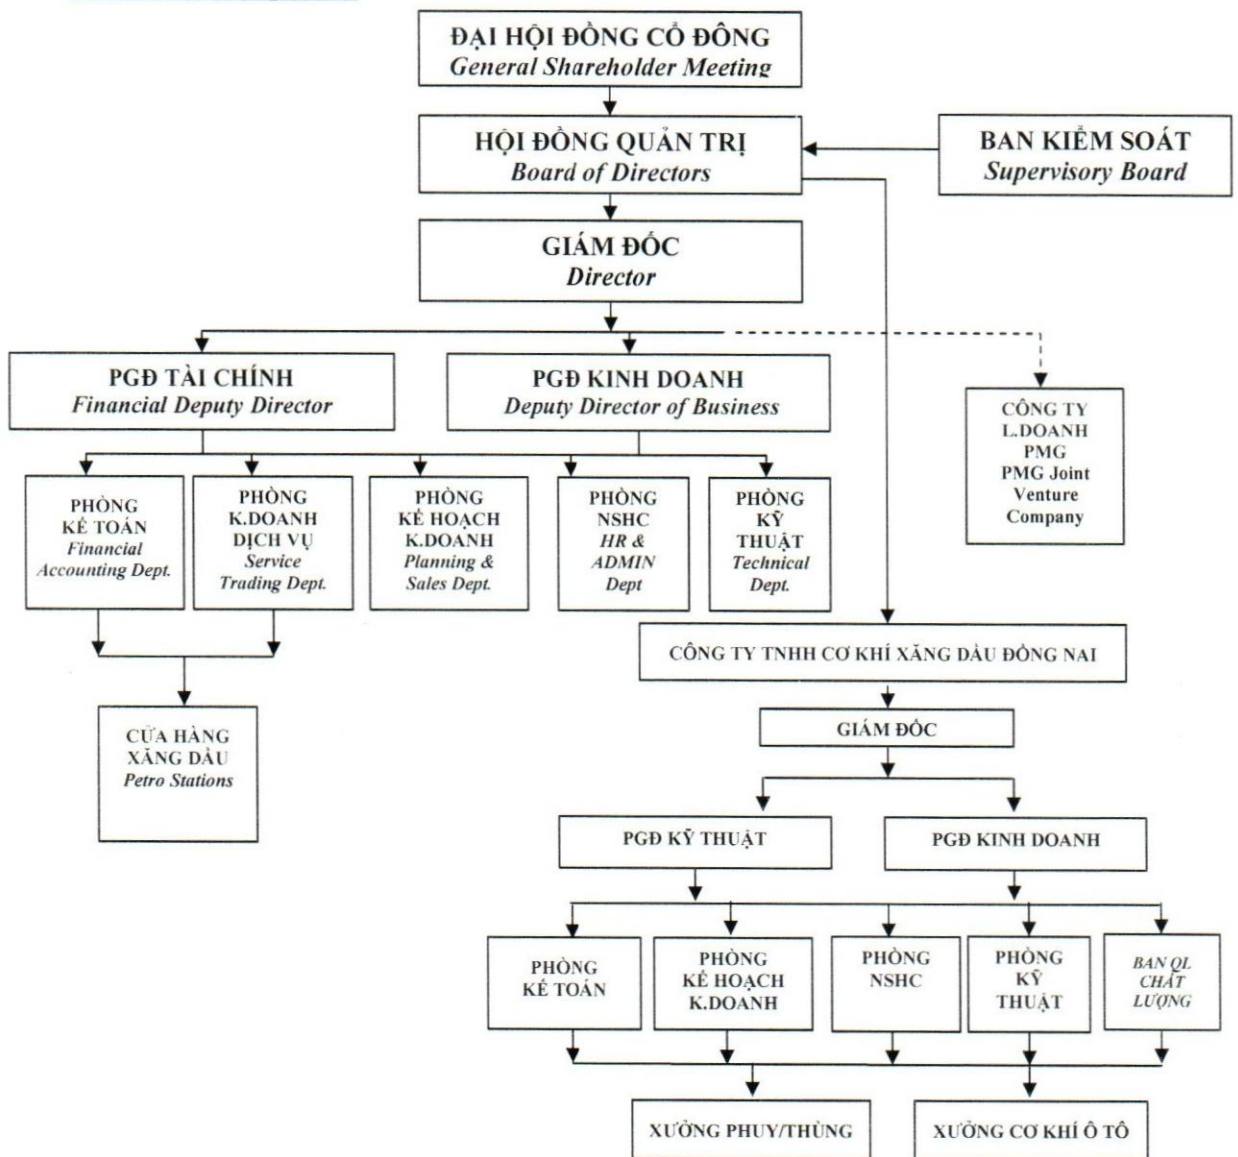 ĐẠI HỘI ĐỒNG CỔ ĐÔNG
General Shareholder Meeting
HỘI ĐỒNG QUẢN TRỊ
Board of Directors
BAN KIỂM SOÁT
Supervisory Board
GIÁM ĐỐC
Director
PGĐ TÀI CHÍNH
Financial Deputy Director
PGĐ KINH DOANH
Deputy Director of Business
CÔNG TY
L.DOANH
PMG
PMG Joint
Venture
Company
PHÒNG
KẾ TOÁN
Financial
Accounting Dept.
PHÒNG
K.DOANH
DỊCH VỤ
Service
Trading Dept.
PHÒNG
KẾ HOẠCH
K.DOANH
Planning &
Sales Dept.
PHÒNG
NSHC
HR &
ADMIN
Dept
PHÒNG
KỸ
THUẬT
Technical
Dept.
CÔNG TY TNHH CƠ KHÍ XĂNG DẦU ĐỒNG NAI
CỬA HÀNG
XĂNG DẦU
Petro Stations
GIÁM ĐỐC
PGĐ KỸ THUẬT
PGĐ KINH DOANH
PHÒNG
KẾ TOÁN
PHÒNG
KẾ HOẠCH
K.DOANH
PHÒNG
NSHC
PHÒNG
KỸ
THUẬT
BAN QL
CHẤT
LƯỢNG
XƯỞNG PHUY/THÙNG
XƯỞNG CƠ KHÍ Ô TÔ